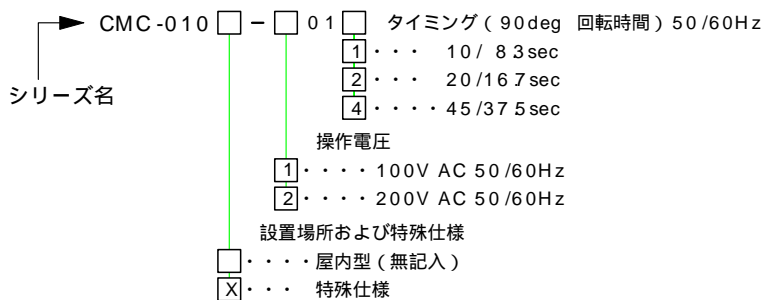 CMC-010□-□01□ タイミング(90deg 回転時間)50/60Hz
1・・・ 10/ 8.3sec
2・・・ 20/16.7sec
シリーズ名
4・・・・45/37.5sec
操作電圧
1・・・・100V AC 50/60Hz
2・・・・200V AC 50/60Hz
設置場所および特殊仕様
□・・・・屋内型(無記入)
X・・・ 特殊仕様